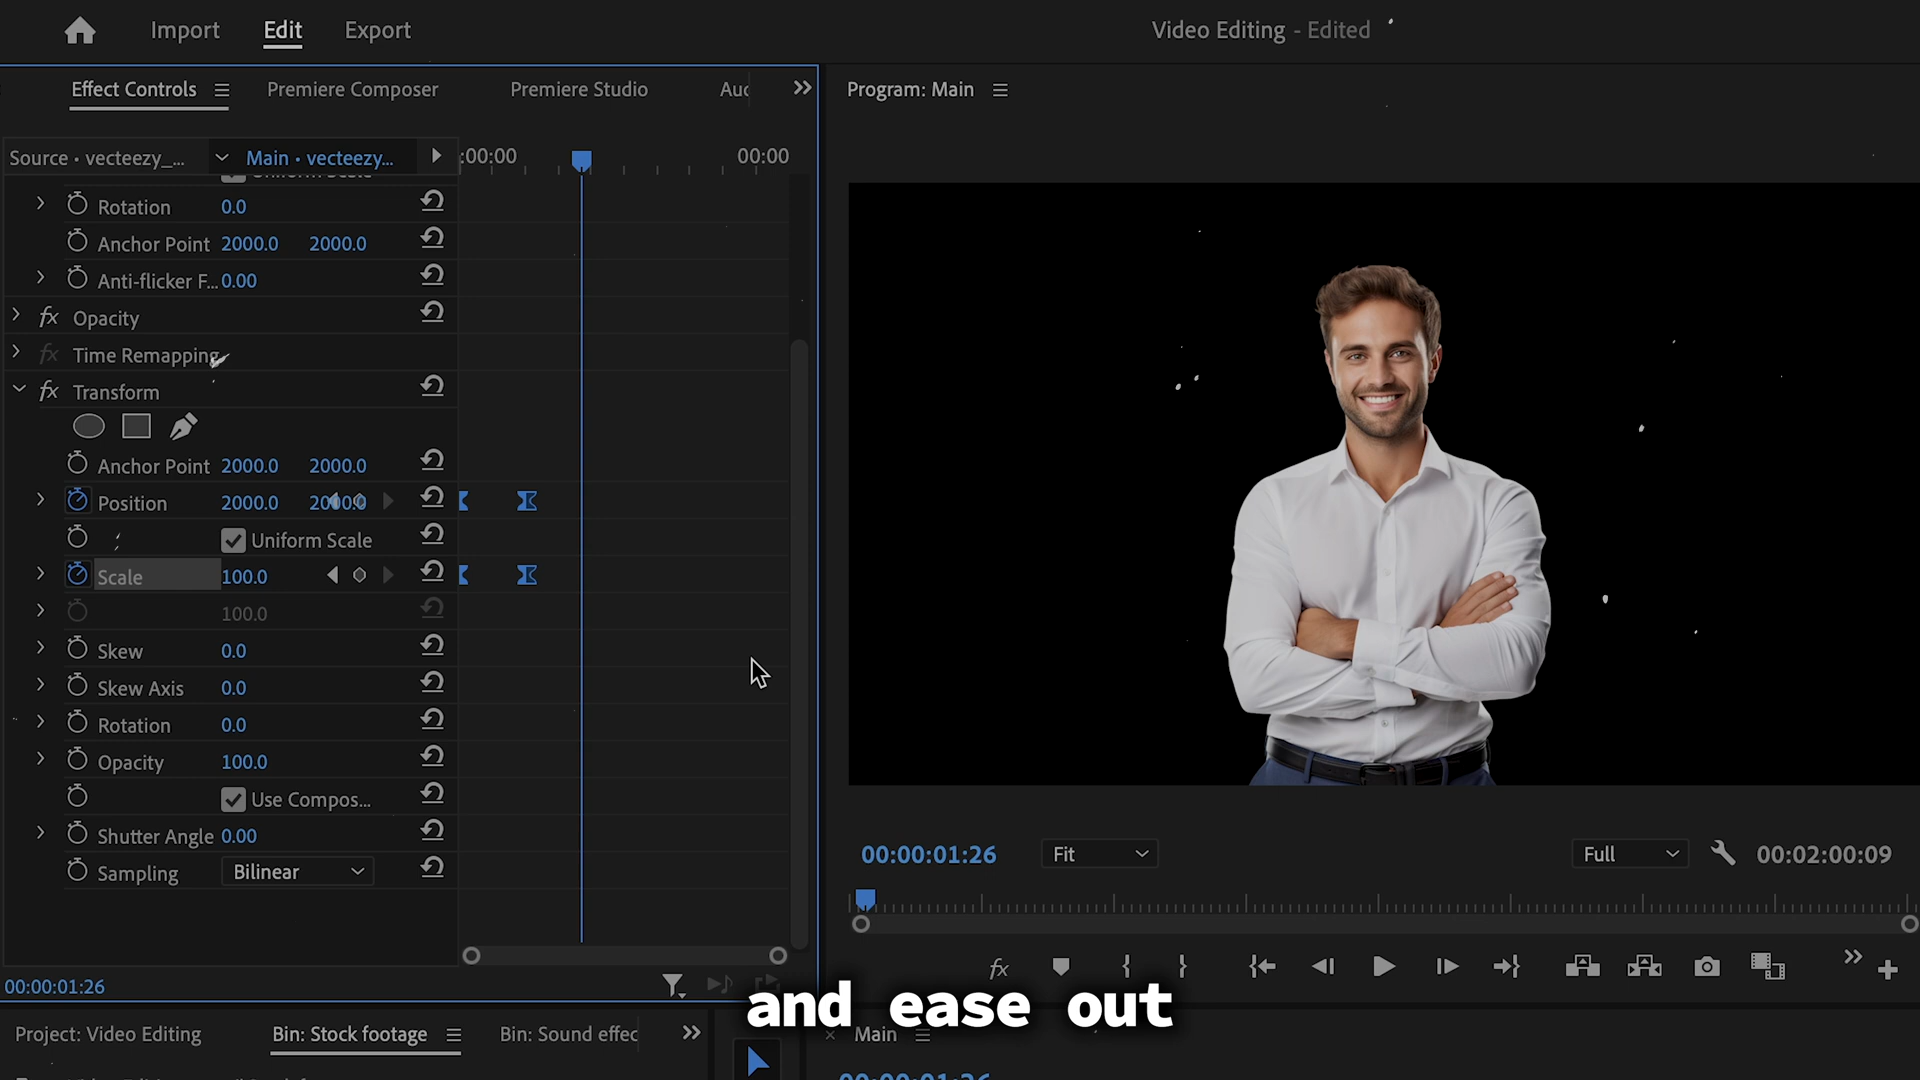 Import
Edit
Export
Video Editing - Edited
Effect Controls
Premiere Composer
Premiere Studio
Program: Main
Source • vecteezy_...
Main • vecteezy...
:00:00
00:00
Rotation 0.0
Anchor Point 2000.0 2000.0
Anti-flicker F... 0.00
fx Opacity
fx Time Remapping
fx Transform
Anchor Point 2000.0 2000.0
Position 2000.0 2000.0
Uniform Scale
Scale 100.0
100.0
Skew 0.0
Skew Axis 0.0
Rotation 0.0
Opacity 100.0
Use Compos...
Shutter Angle 0.00
Sampling Bilinear
00:00:01:26
00:00:01:26
Fit
Full
00:02:00:09
fx
and ease out
Project: Video Editing
Bin: Stock footage
Bin: Sound effec
Main